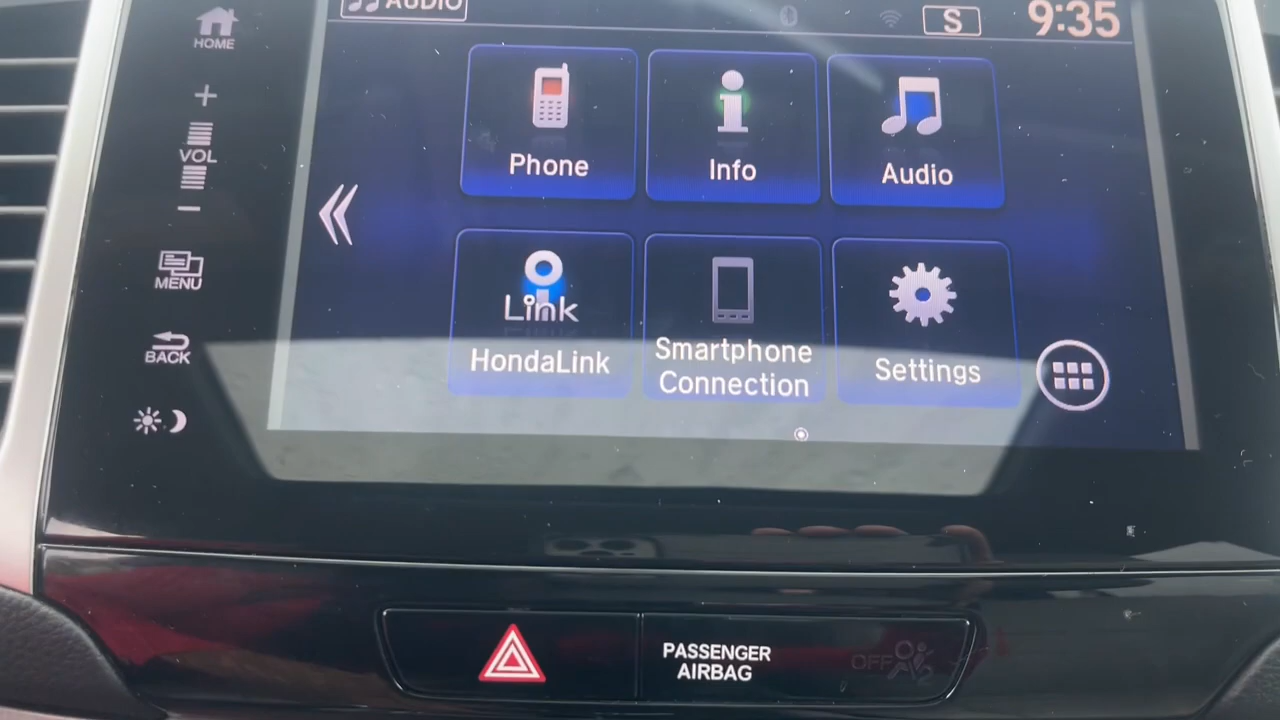 AUDIO
S
9:35
HOME
+
VOL
−
MENU
BACK
Phone
Info
Audio
Link
HondaLink
Smartphone
Connection
Settings
PASSENGER
AIRBAG
OFF